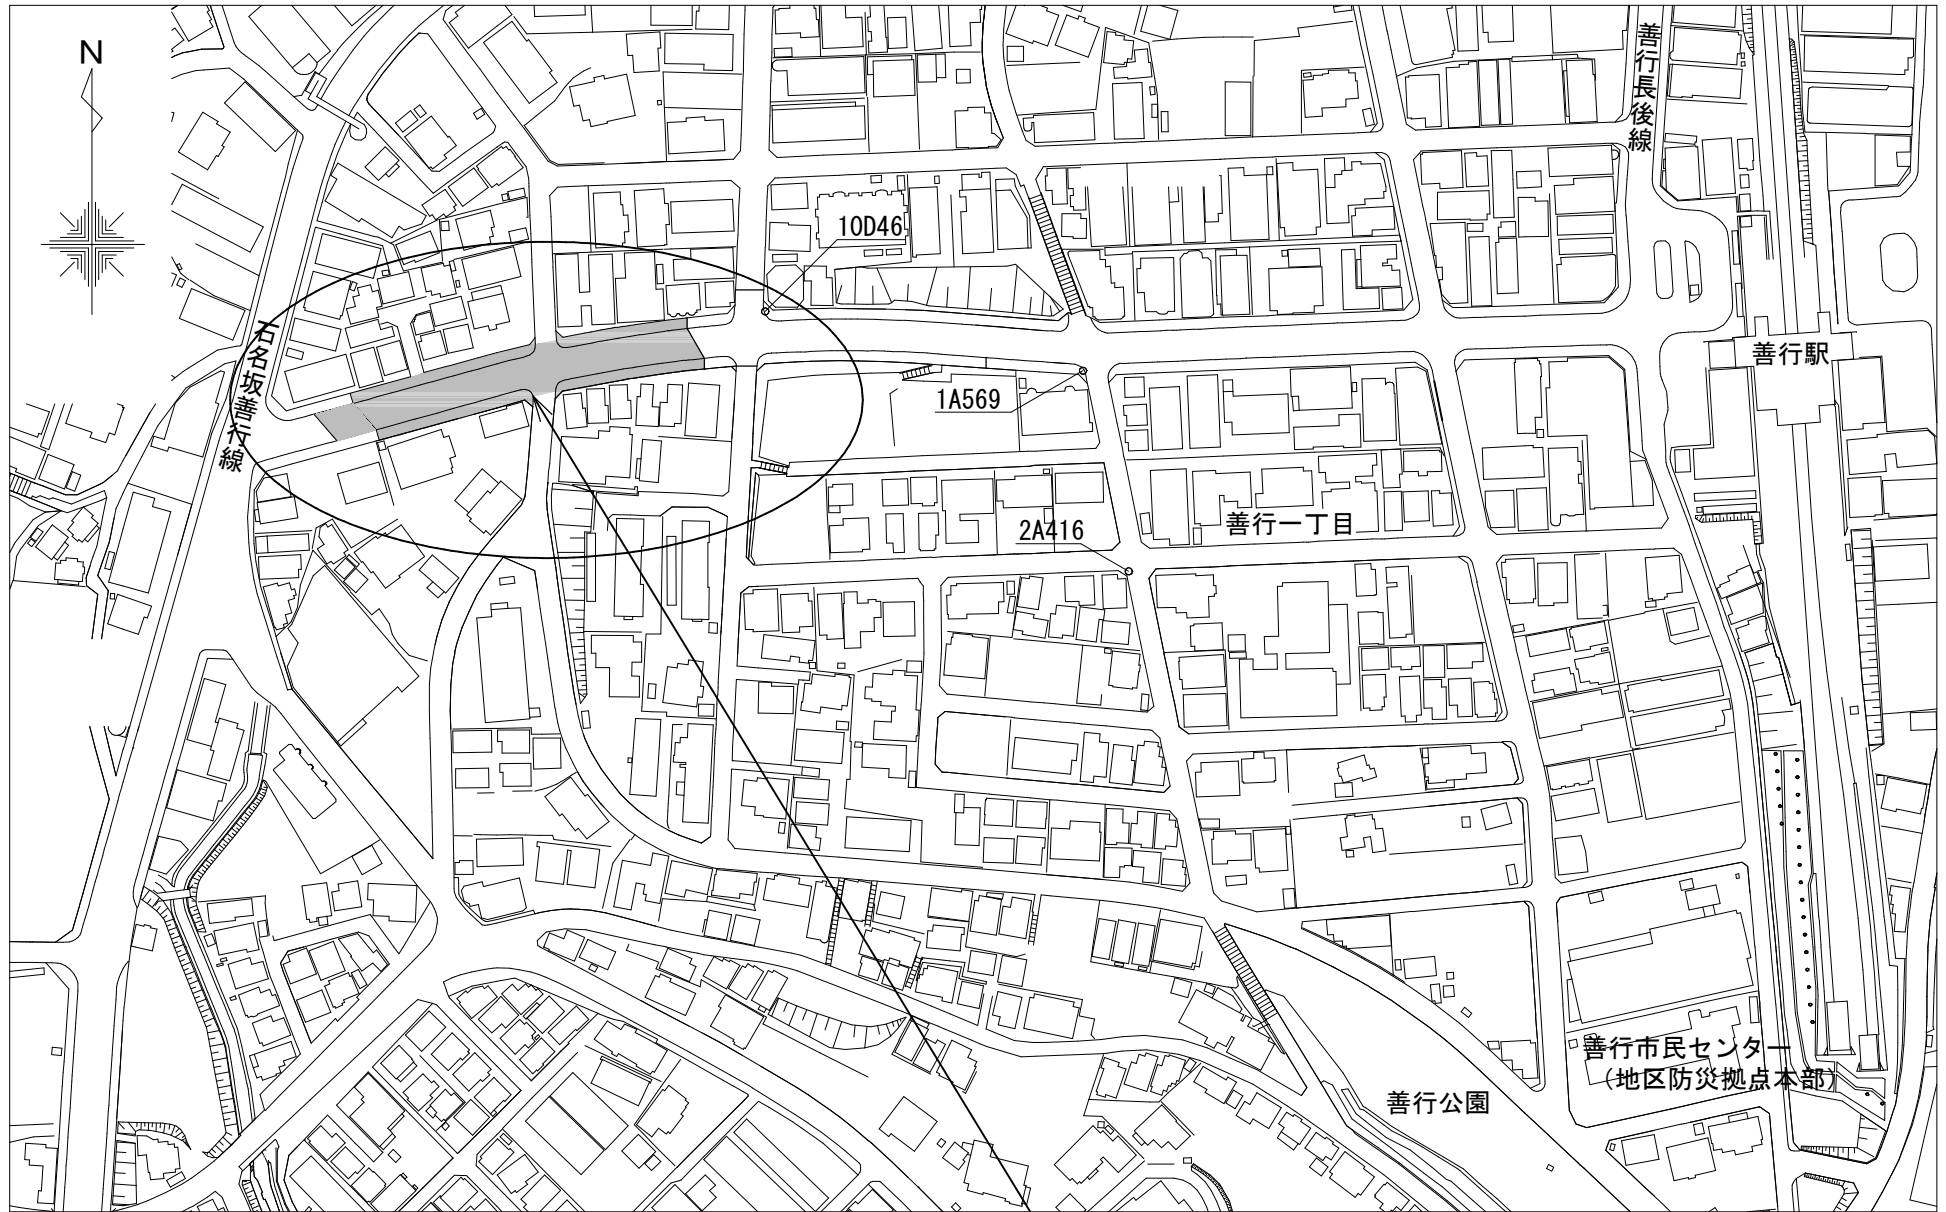 N
善行長後線
10D46
石名坂善行線
善行駅
1A569
善行一丁目
2A416
善行市民センター
(地区防災拠点本部)
善行公園